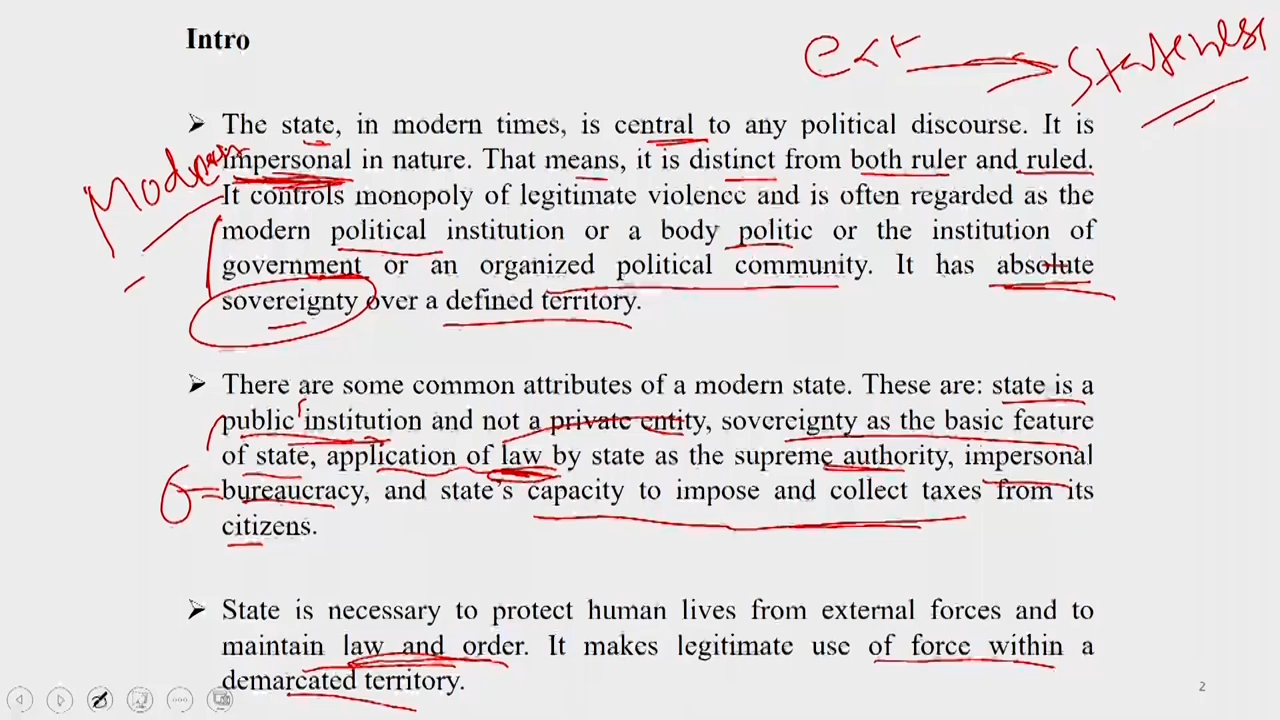 Intro
➢ The state, in modern times, is central to any political discourse. It is
impersonal in nature. That means, it is distinct from both ruler and ruled.
It controls monopoly of legitimate violence and is often regarded as the
modern political institution or a body politic or the institution of
government or an organized political community. It has absolute
sovereignty over a defined territory.
➢ There are some common attributes of a modern state. These are: state is a
public institution and not a private entity, sovereignty as the basic feature
of state, application of law by state as the supreme authority, impersonal
bureaucracy, and state's capacity to impose and collect taxes from its
citizens.
➢ State is necessary to protect human lives from external forces and to
maintain law and order. It makes legitimate use of force within a
demarcated territory.
2